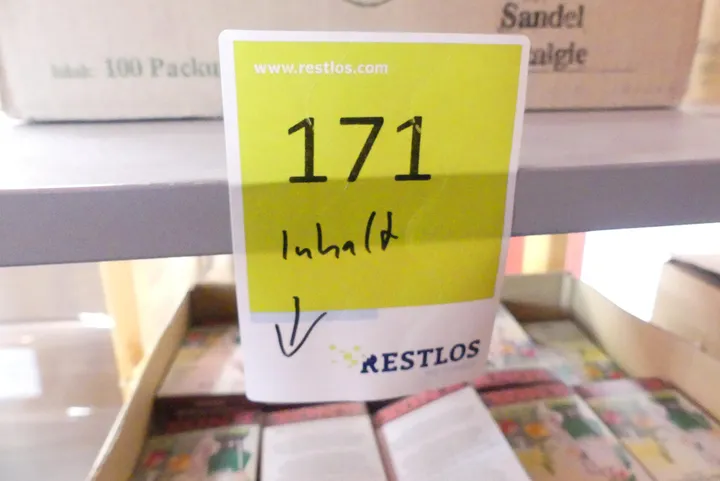 Sandel
Inhalt: 100 Packu
algie
www.restlos.com
171
Inhalt
RESTLOS